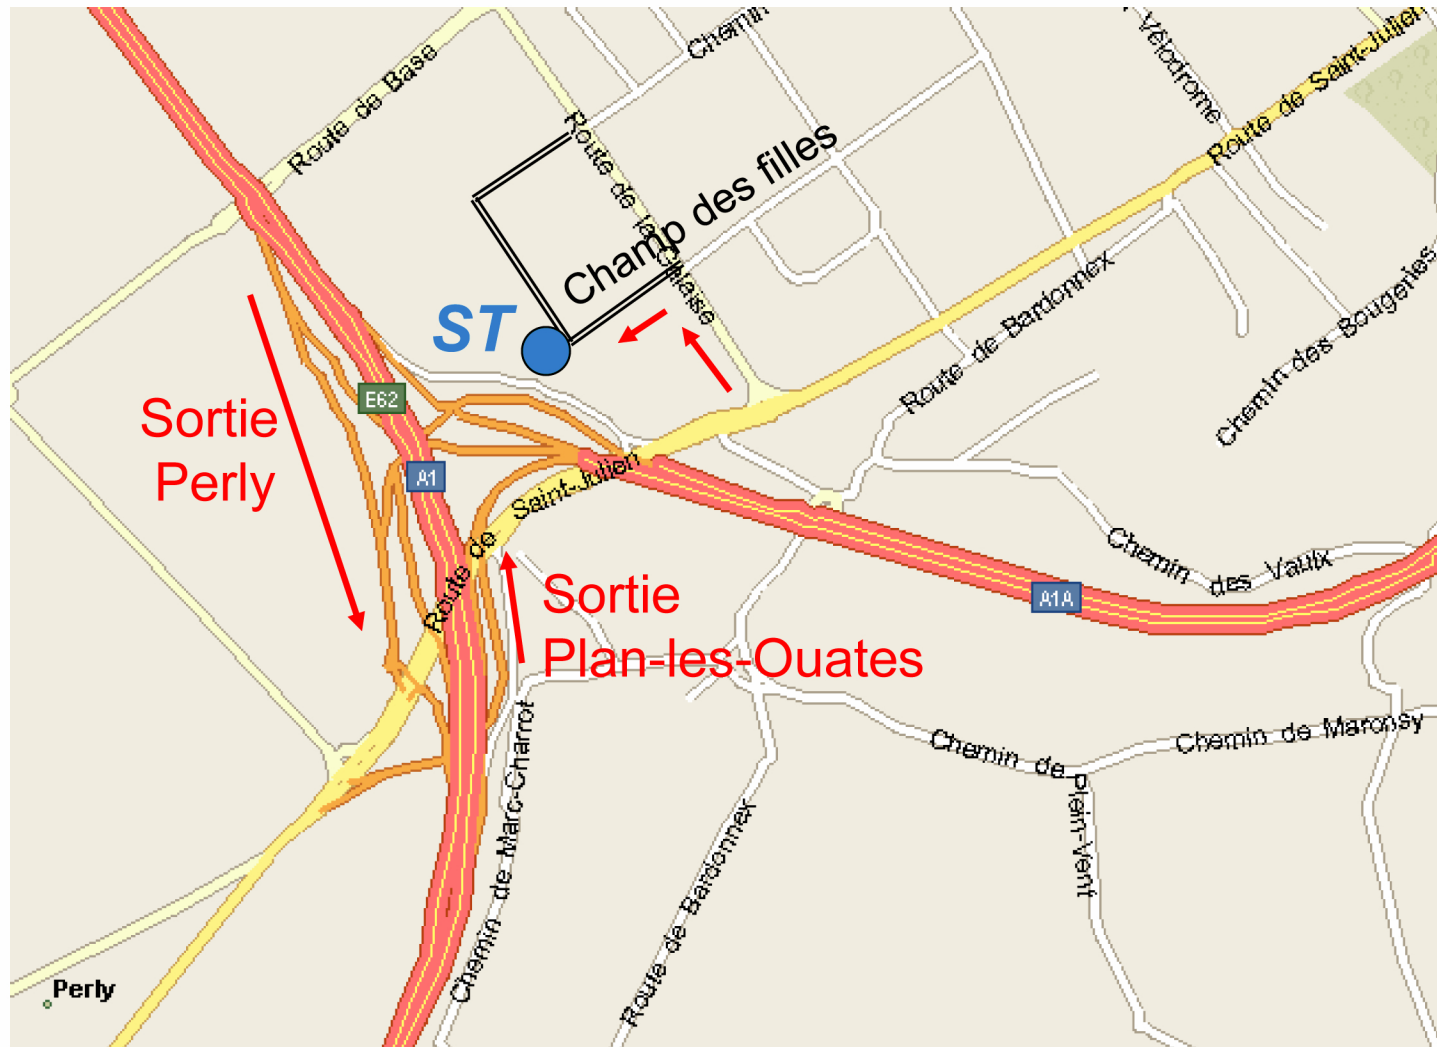 Chemin
Vélodrome
Route de Saint-Julien
Route de Base
Route de la Chlaise
Champ des filles
ST
Route de Bardonnex
Chemin des Bougeries
E62
Sortie
Perly
A1
Route de Saint-Julien
Chemin des Vaulx
A1A
Sortie
Plan-les-Ouates
Chemin de Maronsy
Chemin de Plein-Vent
Chemin de Marc-Charrot
Route de Bardonnex
Perly